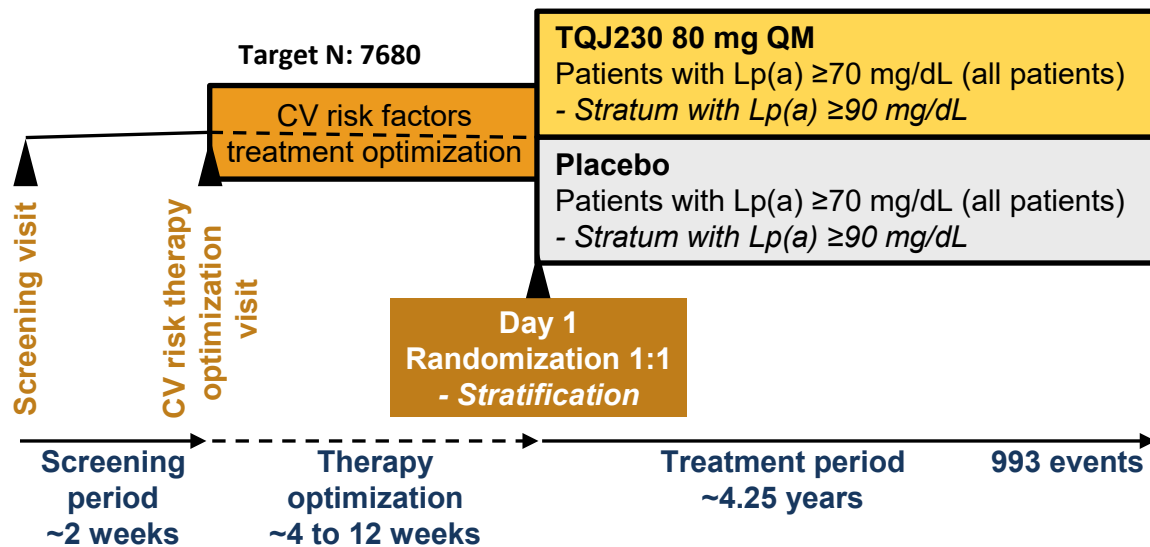 Target N: 7680
TQJ230 80 mg QM
Patients with Lp(a) ≥70 mg/dL (all patients)
- Stratum with Lp(a) ≥90 mg/dL
CV risk factors
treatment optimization
Placebo
Patients with Lp(a) ≥70 mg/dL (all patients)
- Stratum with Lp(a) ≥90 mg/dL
Screening visit
CV risk therapy
optimization
visit
Day 1
Randomization 1:1
- Stratification
Screening
period
~2 weeks
Therapy
optimization
~4 to 12 weeks
Treatment period
~4.25 years
993 events